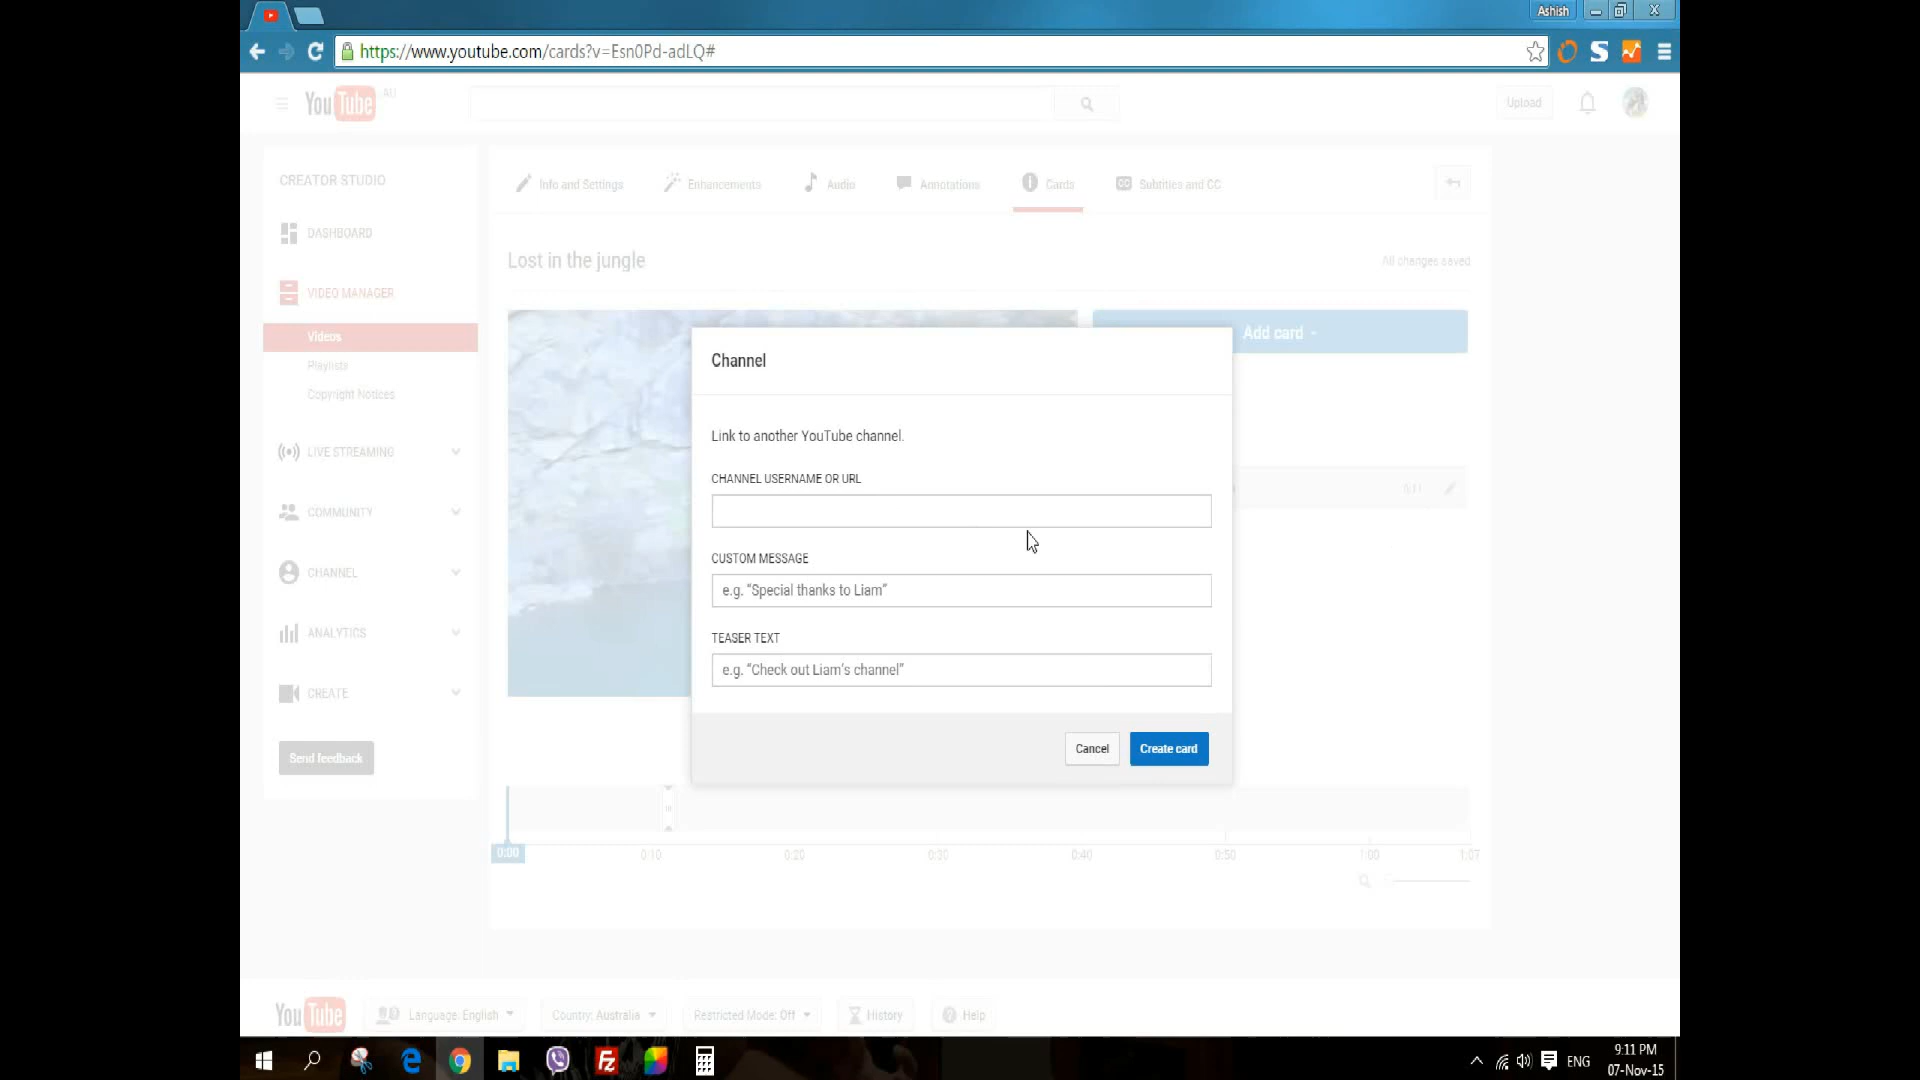 Ashish
https://www.youtube.com/cards?v=Esn0Pd-adLQ#
YouTube AU
Upload
CREATOR STUDIO
DASHBOARD
VIDEO MANAGER
Videos
Playlists
Copyright Notices
LIVE STREAMING
COMMUNITY
CHANNEL
ANALYTICS
CREATE
Send feedback
Info and Settings
Enhancements
Audio
Annotations
Cards
Subtitles and CC
Lost in the jungle
All changes saved
Add card
Channel
Link to another YouTube channel.
CHANNEL USERNAME OR URL
CUSTOM MESSAGE
e.g. “Special thanks to Liam”
TEASER TEXT
e.g. “Check out Liam's channel”
Cancel
Create card
0:11
0:00 0:10 0:20 0:30 0:40 0:50 1:00 1:07
YouTube
Language: English
Country: Australia
Restricted Mode: Off
History
Help
ENG
9:11 PM
07-Nov-15